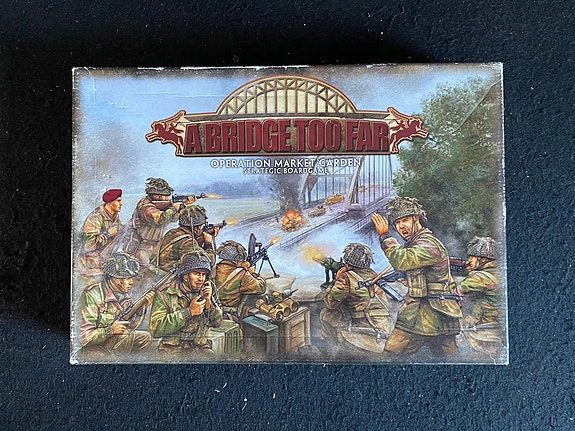 A BRIDGE TOO FAR
OPERATION MARKET GARDEN
STRATEGIC BOARDGAME